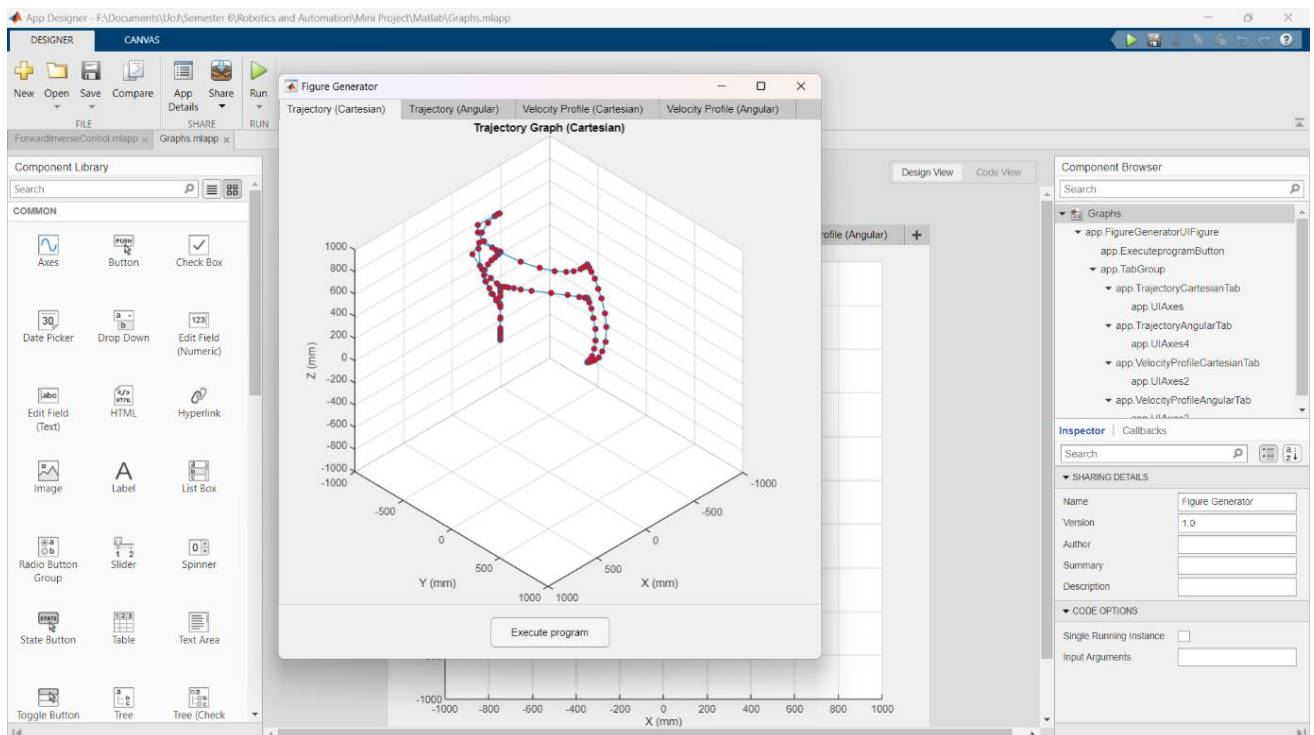 App Designer - F:\Documents\UoJ\Semester 6\Robotics and Automation\Mini Project\Matlab\Graphs.mlapp
DESIGNER CANVAS
New Open Save Compare App Details Share Run
FILE SHARE RUN
ForwardInverseControl.mlapp Graphs.mlapp
Component Library
Search
COMMON
Axes Button Check Box
Date Picker Drop Down Edit Field (Numeric)
Edit Field (Text) HTML Hyperlink
Image Label List Box
Radio Button Group Slider Spinner
State Button Table Text Area
Toggle Button Tree Tree (Check
Figure Generator
Trajectory (Cartesian) Trajectory (Angular) Velocity Profile (Cartesian) Velocity Profile (Angular)
Trajectory Graph (Cartesian)
1000
800
600
400
200
0
-200
-400
-600
-800
-1000
Z (mm)
-1000
-500
0
500
1000
Y (mm)
1000
500
0
-500
-1000
X (mm)
Execute program
Design View Code View
rofile (Angular)
-1000
-1000 -800 -600 -400 -200 0 200 400 600 800 1000
X (mm)
Component Browser
Search
Graphs
app.FigureGeneratorUIFigure
app.ExecuteprogramButton
app.TabGroup
app.TrajectoryCartesianTab
app.UIAxes
app.TrajectoryAngularTab
app.UIAxes4
app.VelocityProfileCartesianTab
app.UIAxes2
app.VelocityProfileAngularTab
Inspector Callbacks
Search
SHARING DETAILS
Name Figure Generator
Version 1.0
Author
Summary
Description
CODE OPTIONS
Single Running Instance
Input Arguments